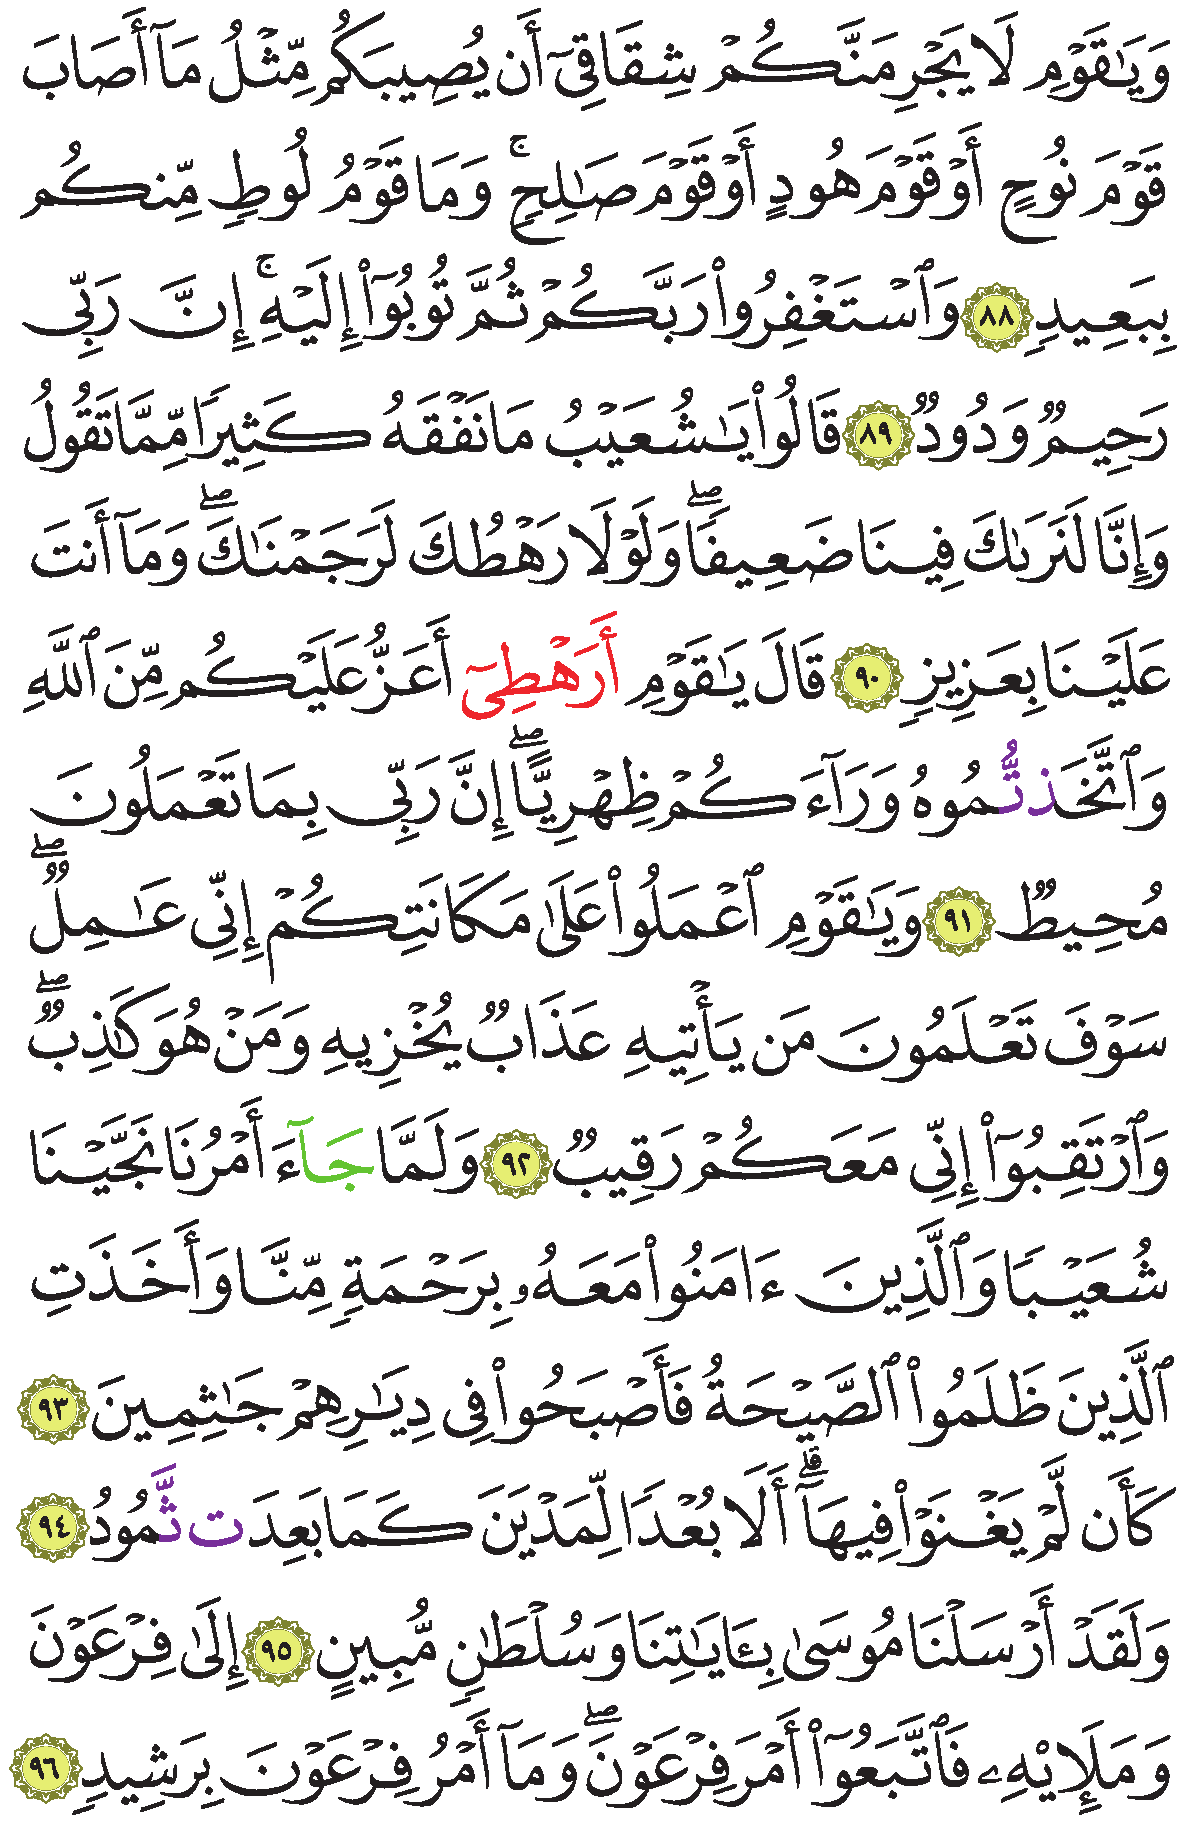 وَيَٰقَوْمِ لَا يَجْرِمَنَّكُمْ شِقَاقِىٓ أَن يُصِيبَكُم مِّثْلُ مَآ أَصَابَ
قَوْمَ نُوحٍ أَوْ قَوْمَ هُودٍ أَوْ قَوْمَ صَٰلِحٍ ۚ وَمَا قَوْمُ لُوطٍ مِّنكُم
بِبَعِيدٍ ٨٨ وَٱسْتَغْفِرُوا۟ رَبَّكُمْ ثُمَّ تُوبُوٓا۟ إِلَيْهِ ۚ إِنَّ رَبِّى
رَحِيمٌ وَدُودٌ ٨٩ قَالُوا۟ يَٰشُعَيْبُ مَا نَفْقَهُ كَثِيرًا مِّمَّا تَقُولُ
وَإِنَّا لَنَرَىٰكَ فِينَا ضَعِيفًا ۖ وَلَوْلَا رَهْطُكَ لَرَجَمْنَٰكَ ۖ وَمَآ أَنتَ
عَلَيْنَا بِعَزِيزٍ ٩٠ قَالَ يَٰقَوْمِ أَرَهْطِىٓ أَعَزُّ عَلَيْكُم مِّنَ ٱللَّهِ
وَٱتَّخَذتُّمُوهُ وَرَآءَكُمْ ظِهْرِيًّا ۖ إِنَّ رَبِّى بِمَا تَعْمَلُونَ
مُحِيطٌ ٩١ وَيَٰقَوْمِ ٱعْمَلُوا۟ عَلَىٰ مَكَانَتِكُمْ إِنِّى عَٰمِلٌ ۖ
سَوْفَ تَعْلَمُونَ مَن يَأْتِيهِ عَذَابٌ يُخْزِيهِ وَمَنْ هُوَ كَٰذِبٌ ۖ
وَٱرْتَقِبُوٓا۟ إِنِّى مَعَكُمْ رَقِيبٌ ٩٢ وَلَمَّا جَآءَ أَمْرُنَا نَجَّيْنَا
شُعَيْبًا وَٱلَّذِينَ ءَامَنُوا۟ مَعَهُۥ بِرَحْمَةٍ مِّنَّا وَأَخَذَتِ
ٱلَّذِينَ ظَلَمُوا۟ ٱلصَّيْحَةُ فَأَصْبَحُوا۟ فِى دِيَٰرِهِمْ جَٰثِمِينَ ٩٣
كَأَن لَّمْ يَغْنَوْا۟ فِيهَآ ۗ أَلَا بُعْدًا لِّمَدْيَنَ كَمَا بَعِدَت ثَّمُودُ ٩٤
وَلَقَدْ أَرْسَلْنَا مُوسَىٰ بِـَٔايَٰتِنَا وَسُلْطَٰنٍ مُّبِينٍ ٩٥ إِلَىٰ فِرْعَوْنَ
وَمَلَإِي۟هِۦ فَٱتَّبَعُوٓا۟ أَمْرَ فِرْعَوْنَ ۖ وَمَآ أَمْرُ فِرْعَوْنَ بِرَشِيدٍ ٩٦